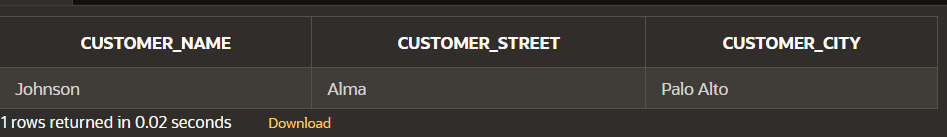 CUSTOMER_NAME CUSTOMER_STREET CUSTOMER_CITY
Johnson Alma Palo Alto
1 rows returned in 0.02 seconds Download